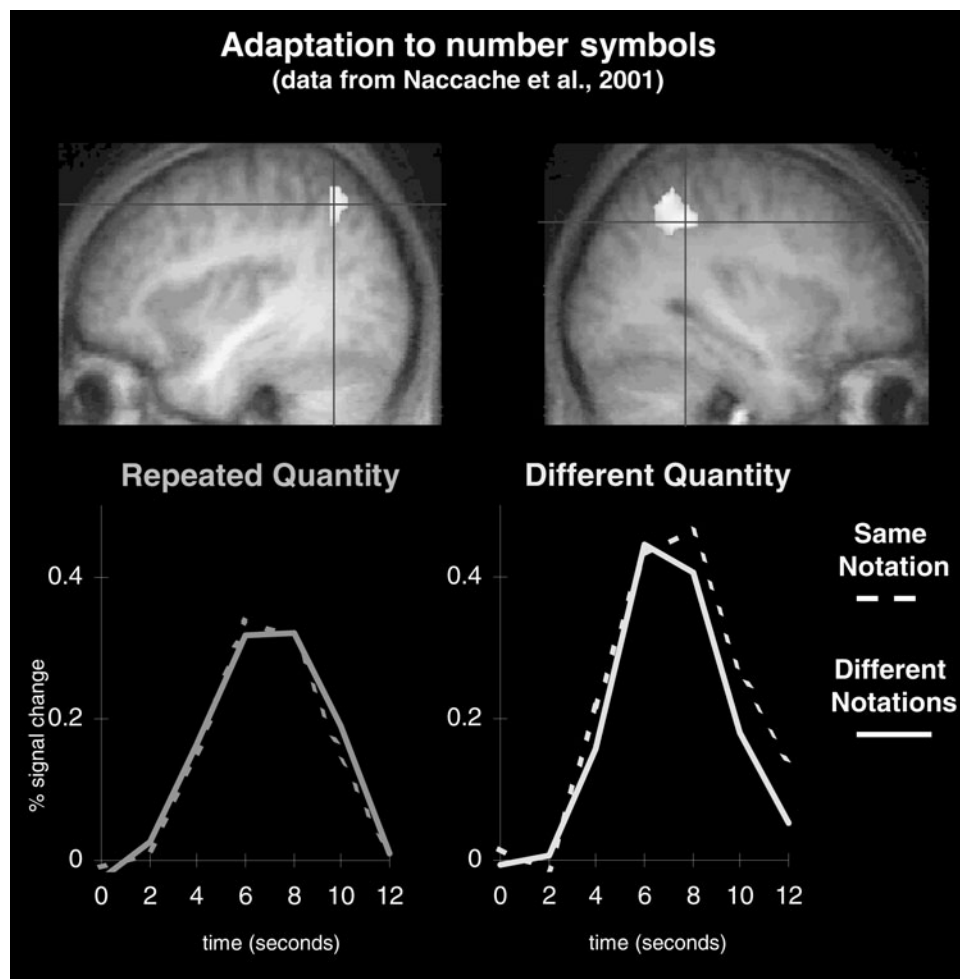 Adaptation to number symbols
(data from Naccache et al., 2001)
Repeated Quantity
Different Quantity
% signal change
0.4
0.2
0
0 2 4 6 8 10 12
time (seconds)
0.4
0.2
0
0 2 4 6 8 10 12
time (seconds)
Same
Notation
Different
Notations